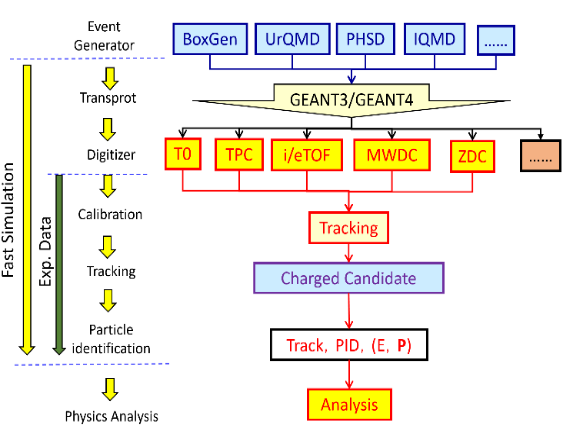 Event
Generator
BoxGen
UrQMD
PHSD
IQMD
......
Transprot
GEANT3/GEANT4
Digitizer
T0
TPC
i/eTOF
MWDC
ZDC
......
Fast Simulation
Exp. Data
Calibration
Tracking
Tracking
Charged Candidate
Particle
identification
Track, PID, (E, P)
Physics Analysis
Analysis